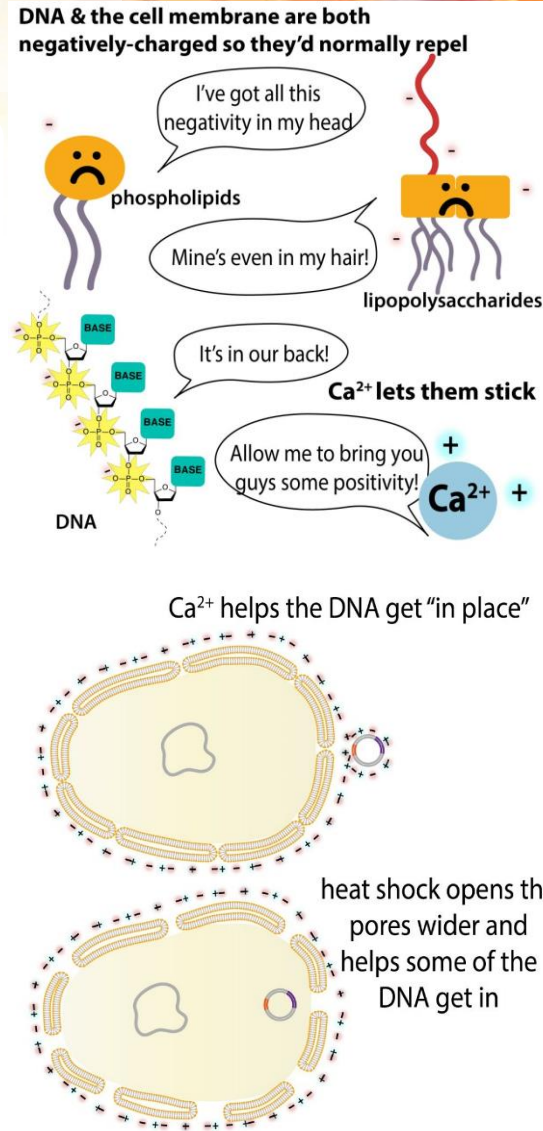 DNA & the cell membrane are both
negatively-charged so they'd normally repel
I've got all this
negativity in my head
phospholipids
Mine's even in my hair!
lipopolysaccharides
BASE
BASE
BASE
BASE
It's in our back!
Ca²⁺ lets them stick
Allow me to bring you
guys some positivity!
Ca²⁺
+
+
DNA
Ca²⁺ helps the DNA get “in place”
heat shock opens th
pores wider and
helps some of the
DNA get in